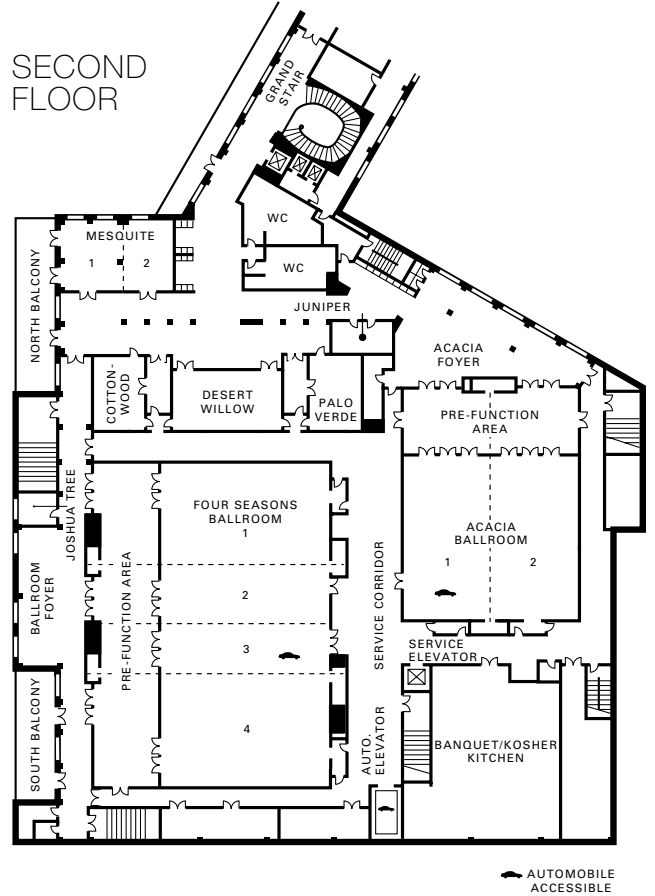 SECOND
FLOOR
GRAND
STAIR
WC
WC
MESQUITE
1
2
NORTH BALCONY
JUNIPER
ACACIA
FOYER
COTTON-
WOOD
DESERT
WILLOW
PALO
VERDE
PRE-FUNCTION
AREA
JOSHUA TREE
FOUR SEASONS
BALLROOM
1
2
3
4
PRE-FUNCTION AREA
BALLROOM
FOYER
SOUTH BALCONY
ACACIA
BALLROOM
1
2
SERVICE CORRIDOR
SERVICE
ELEVATOR
AUTO.
ELEVATOR
BANQUET/KOSHER
KITCHEN
AUTOMOBILE
ACCESSIBLE